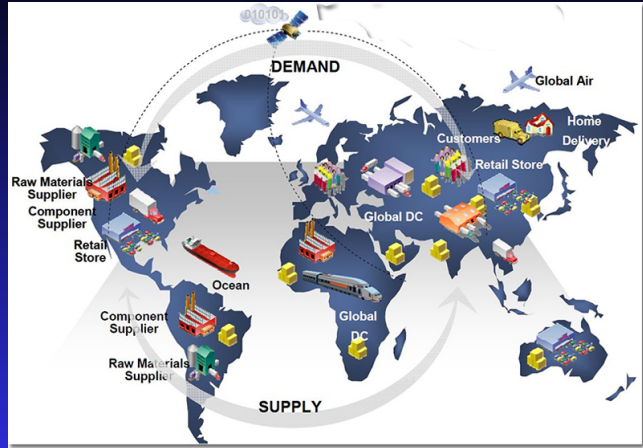 010101
DEMAND
Global Air
Home
Delivery
Customers
Retail Store
Raw Materials
Supplier
Component
Supplier
Global DC
Retail
Store
Ocean
Component
Supplier
Global
DC
Raw Materials
Supplier
SUPPLY